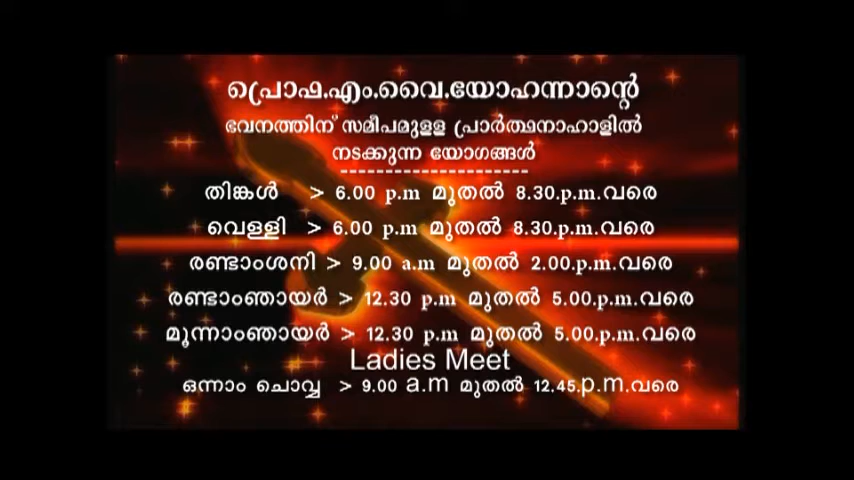 പ്രൊഫ.എം.വൈ.യോഹന്നാന്റെ
ഭവനത്തിന് സമീപമുളള പ്രാർത്ഥനാഹാളിൽ
നടക്കുന്ന യോഗങ്ങൾ
---------------------
തിങ്കൾ > 6.00 p.m മുതൽ 8.30.p.m.വരെ
വെള്ളി > 6.00 p.m മുതൽ 8.30.p.m.വരെ
രണ്ടാംശനി > 9.00 a.m മുതൽ 2.00.p.m.വരെ
രണ്ടാംഞായർ > 12.30 p.m മുതൽ 5.00.p.m.വരെ
മൂന്നാംഞായർ > 12.30 p.m മുതൽ 5.00.p.m.വരെ
Ladies Meet
ഒന്നാം ചൊവ്വ > 9.00 a.m മുതൽ 12.45.p.m.വരെ